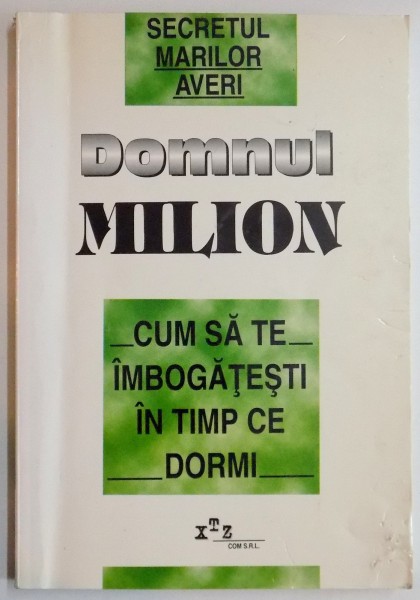 SECRETUL
MARILOR
AVERI
Domnul
MILION
CUM SĂ TE
ÎMBOGĂŢEŞTI
ÎN TIMP CE
DORMI
XTZ
COM S.R.L.